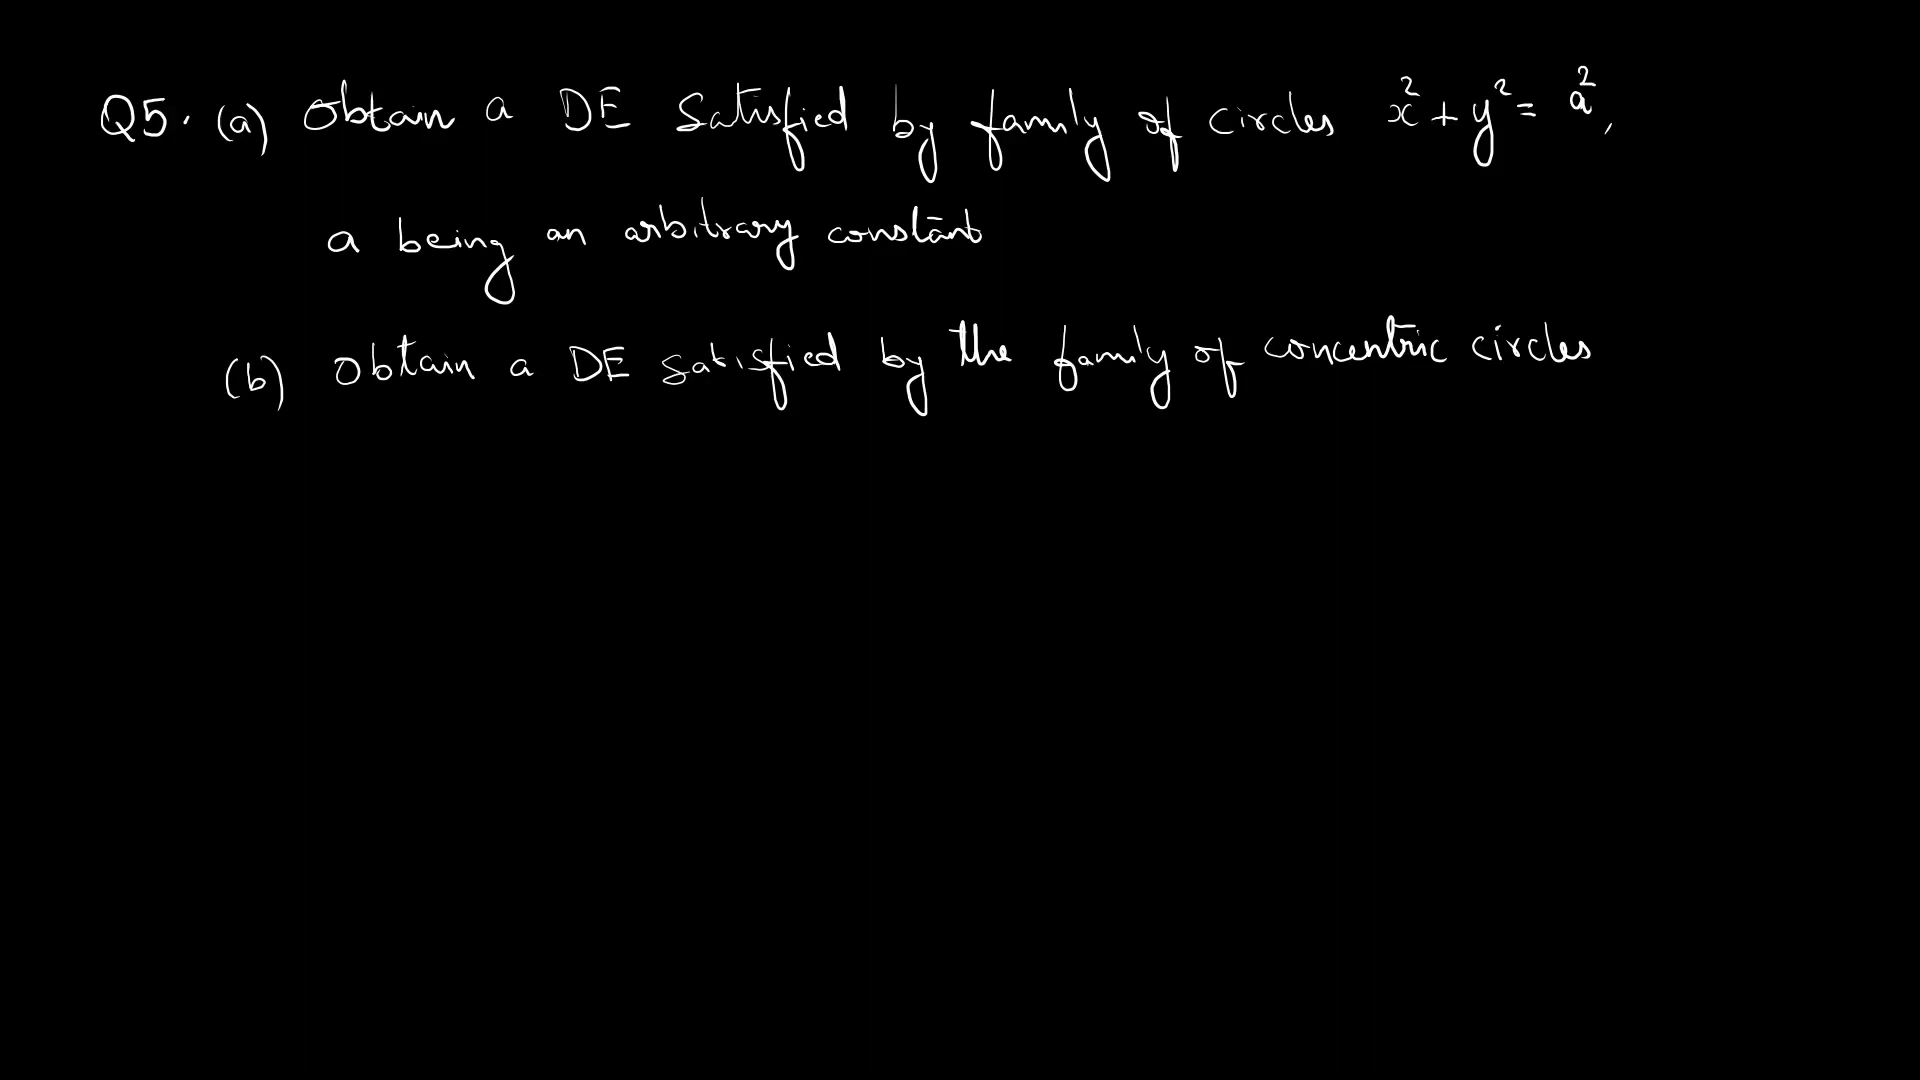 Q5. (a) Obtain a DE satisfied by family of circles x² + y² = a²,
a being an arbitrary constant
(b) Obtain a DE satisfied by the family of concentric circles